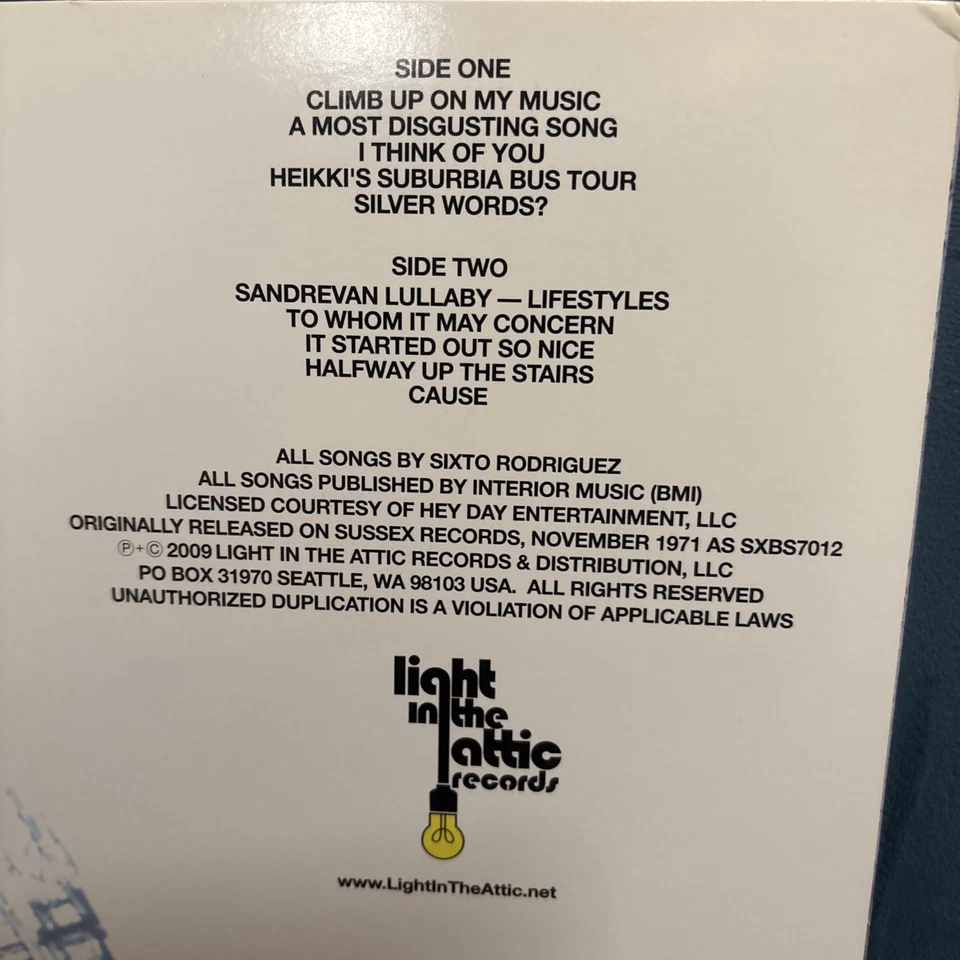 SIDE ONE
CLIMB UP ON MY MUSIC
A MOST DISGUSTING SONG
I THINK OF YOU
HEIKKI'S SUBURBIA BUS TOUR
SILVER WORDS?
SIDE TWO
SANDREVAN LULLABY — LIFESTYLES
TO WHOM IT MAY CONCERN
IT STARTED OUT SO NICE
HALFWAY UP THE STAIRS
CAUSE
ALL SONGS BY SIXTO RODRIGUEZ
ALL SONGS PUBLISHED BY INTERIOR MUSIC (BMI)
LICENSED COURTESY OF HEY DAY ENTERTAINMENT, LLC
ORIGINALLY RELEASED ON SUSSEX RECORDS, NOVEMBER 1971 AS SXBS7012
℗+© 2009 LIGHT IN THE ATTIC RECORDS & DISTRIBUTION, LLC
PO BOX 31970 SEATTLE, WA 98103 USA. ALL RIGHTS RESERVED
UNAUTHORIZED DUPLICATION IS A VIOLIATION OF APPLICABLE LAWS
light
in the
attic
records
www.LightInTheAttic.net